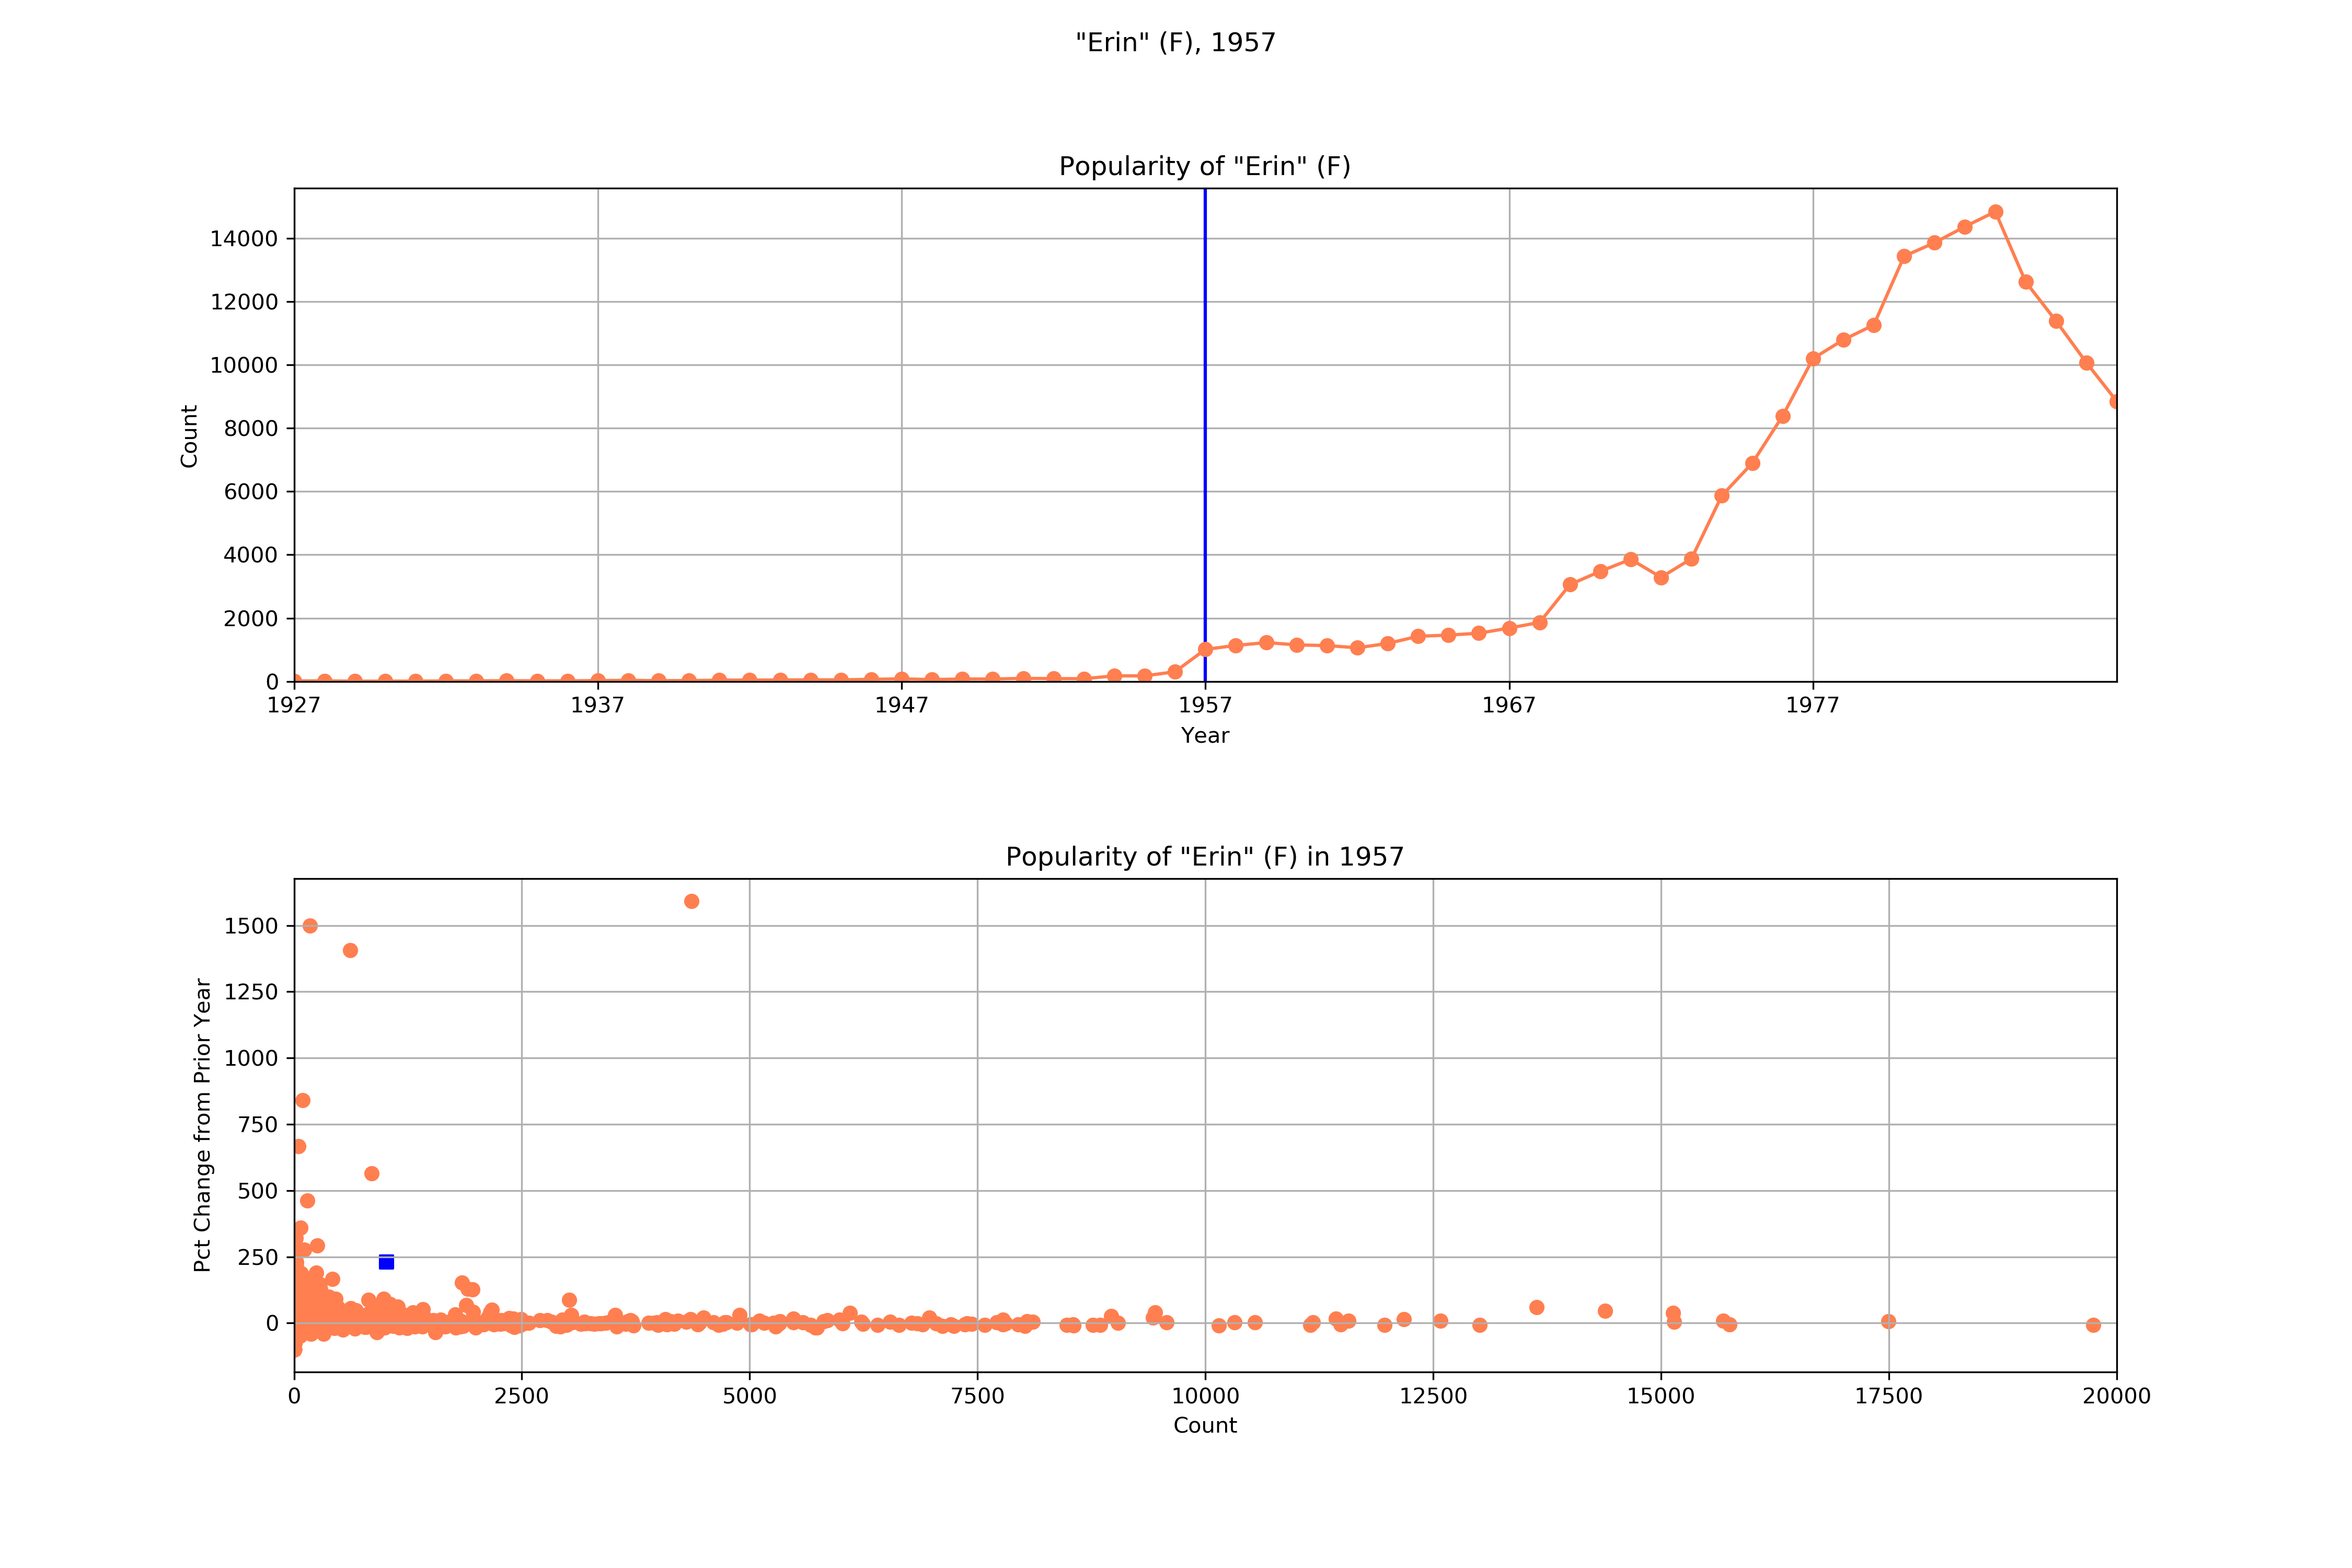 "Erin" (F), 1957
Popularity of "Erin" (F)
14000
12000
10000
8000
6000
4000
2000
0
Count
1927 1937 1947 1957 1967 1977
Year
Popularity of "Erin" (F) in 1957
1500
1250
1000
750
500
250
0
Pct Change from Prior Year
0 2500 5000 7500 10000 12500 15000 17500 20000
Count